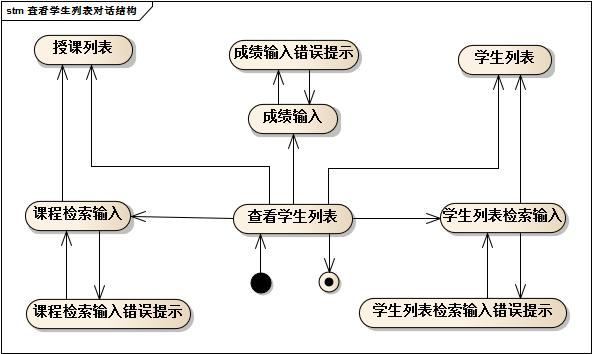 stm 查看学生列表对话结构
授课列表
成绩输入错误提示
学生列表
成绩输入
课程检索输入
查看学生列表
学生列表检索输入
课程检索输入错误提示
学生列表检索输入错误提示